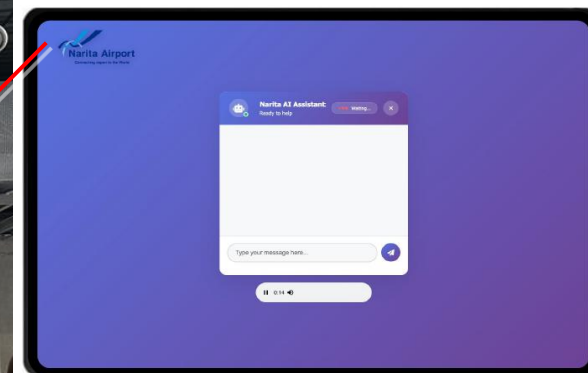 Narita Airport
Narita AI Assistant
Ready to help
Waiting...
Type your message here...
0:14